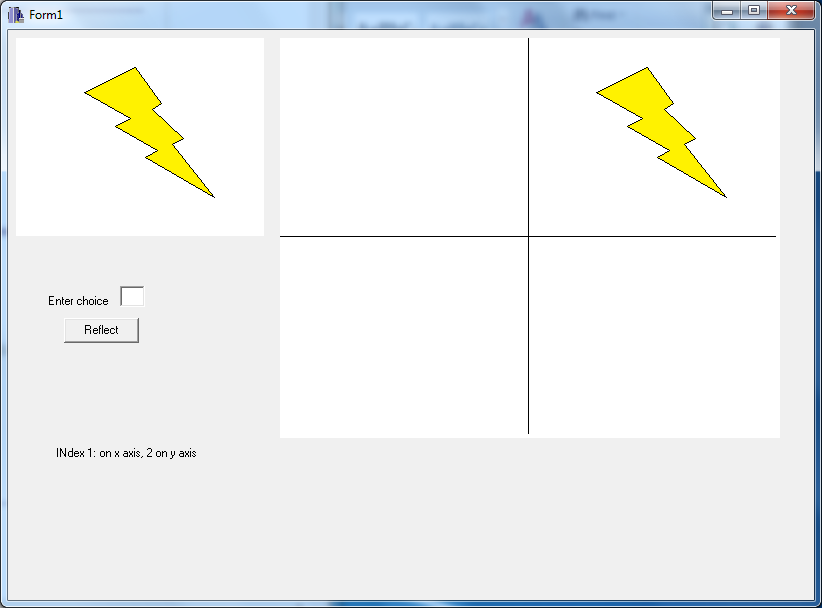 Form1
Enter choice
Reflect
INdex 1: on x axis, 2 on y axis